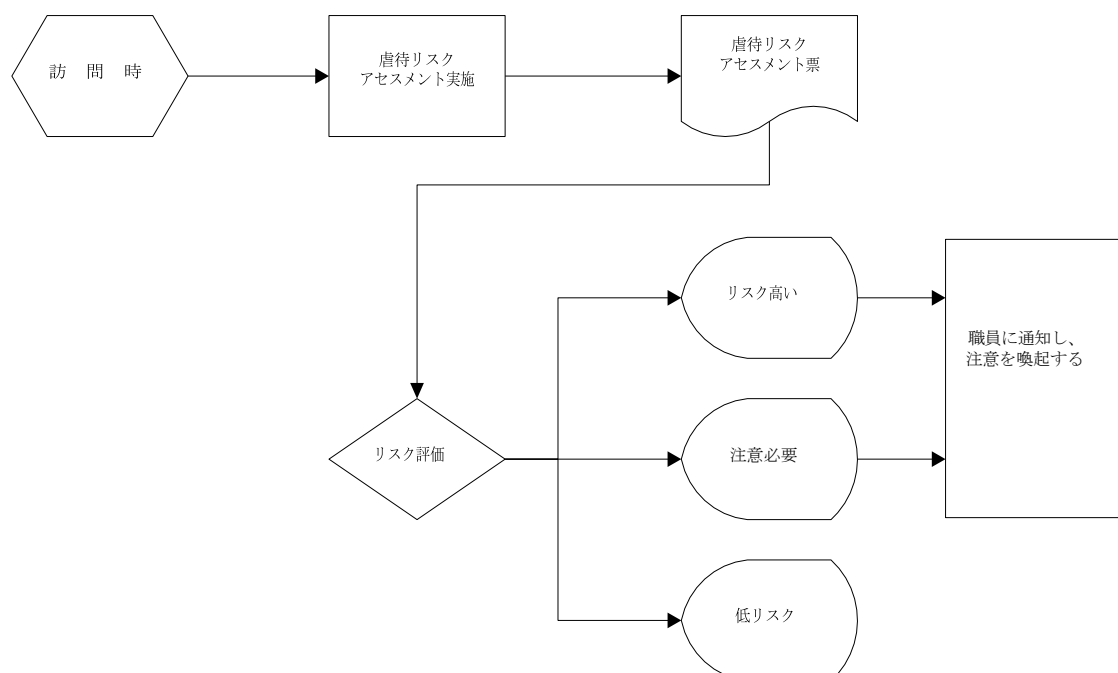 訪　問　時
虐待リスク
アセスメント実施
虐待リスク
アセスメント票
リスク高い
職員に通知し、
注意を喚起する
リスク評価
注意必要
低リスク